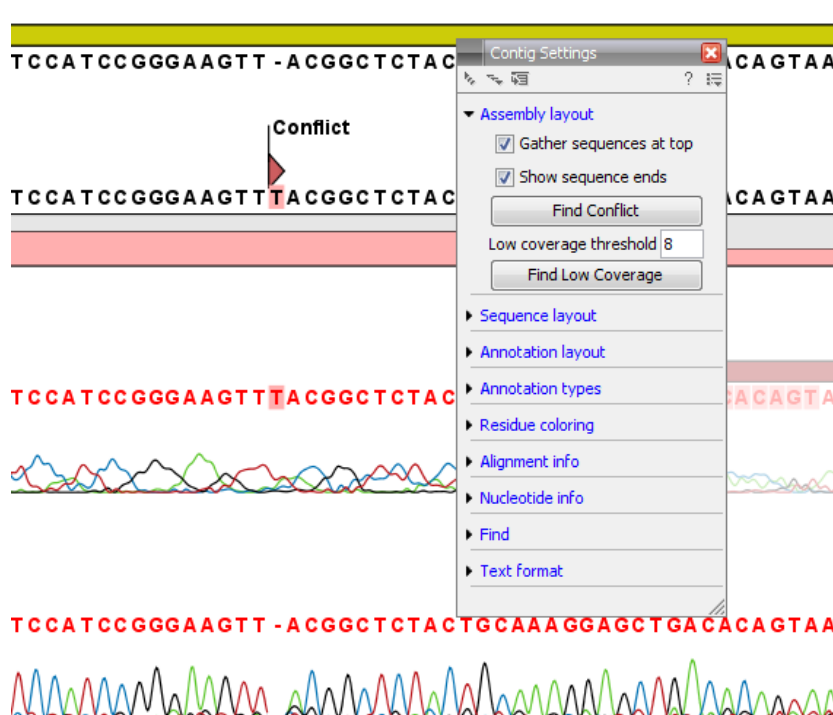 Contig Settings
TCCATCCGGGAAGTT-ACGGCTCTAC
CAGTAA
?
Assembly layout
Conflict
Gather sequences at top
Show sequence ends
TCCATCCGGGAAGTTTACGGCTCTAC
ACAGTAA
Find Conflict
Low coverage threshold 8
Find Low Coverage
Sequence layout
Annotation layout
Annotation types
TCCATCCGGGAAGTTTACGGCTCTAC
ACAGTA
Residue coloring
Alignment info
Nucleotide info
Find
Text format
TCCATCCGGGAAGTT-ACGGCTCTACTGCAAAGGAGCTGACACAGTAA